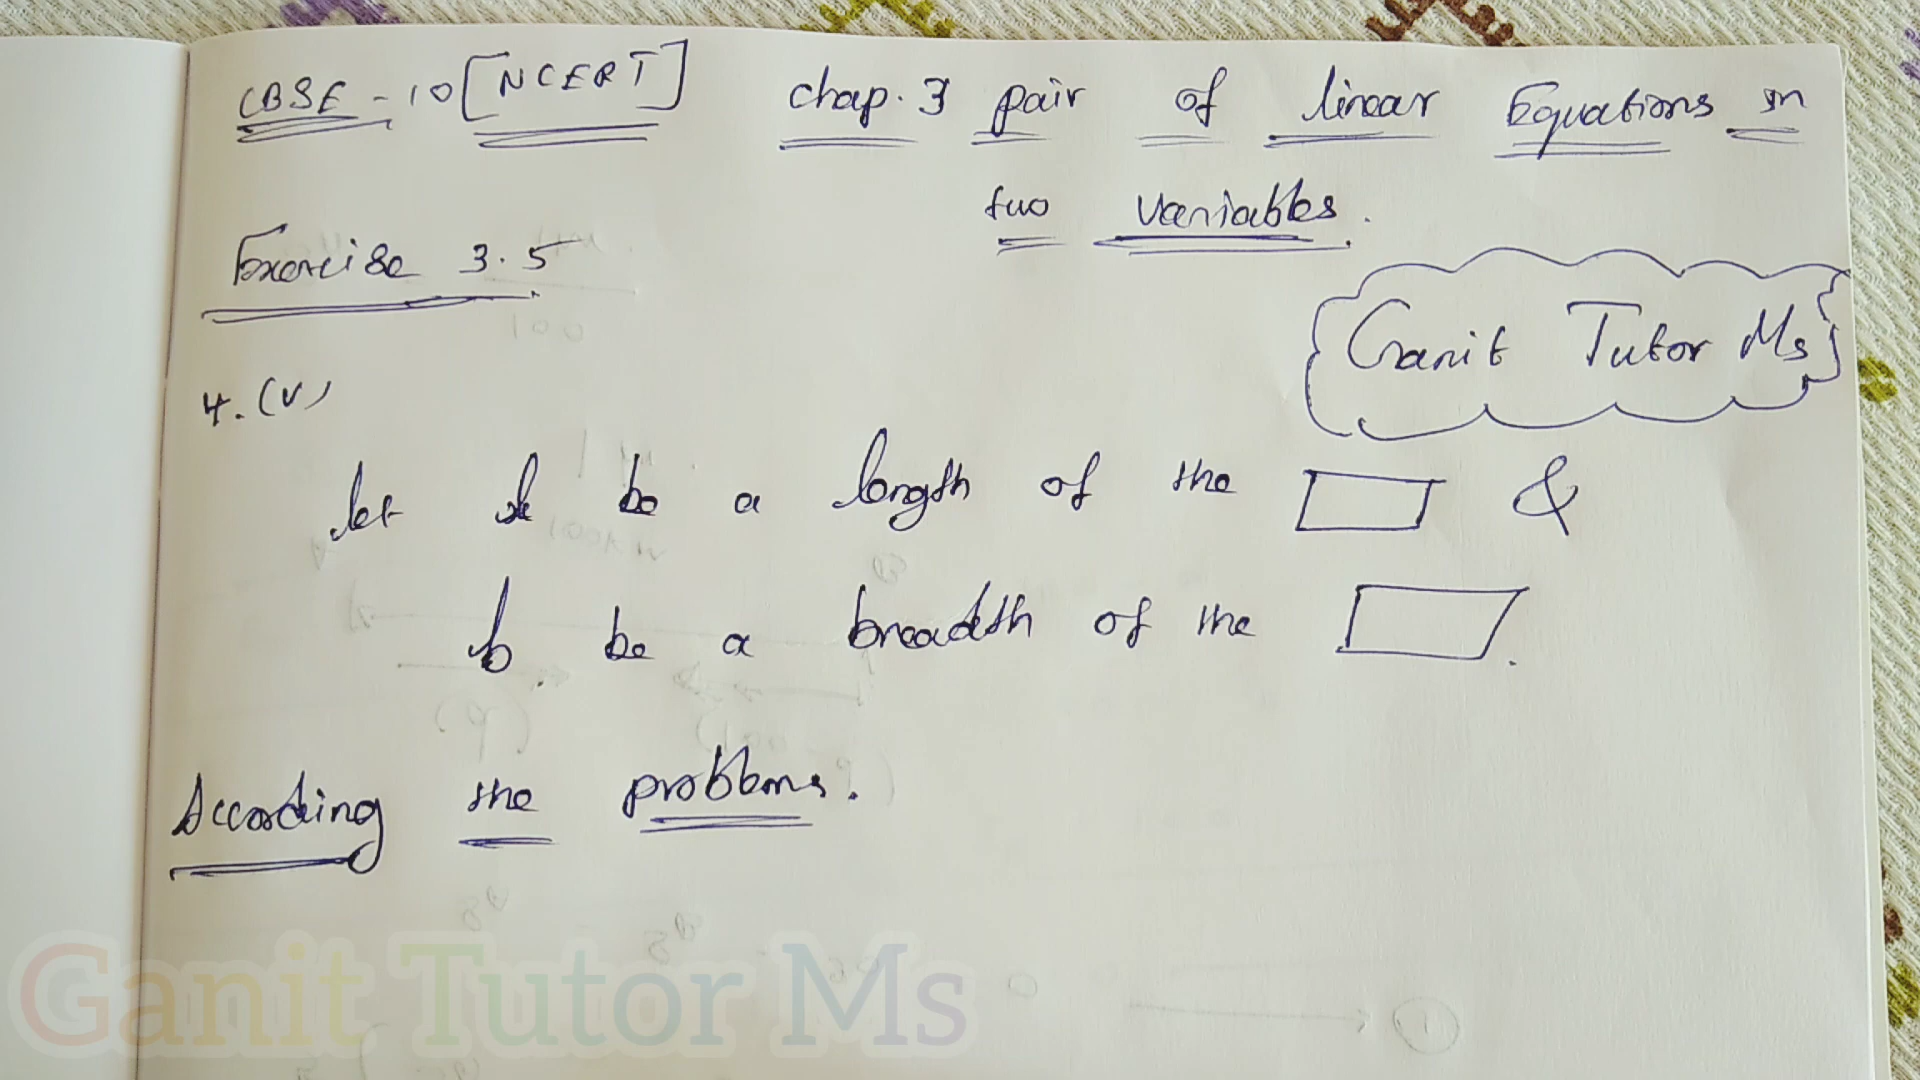 CBSE - 10 [NCERT] chap. 3 pair of linear Equations in
two variables.
Exercise 3.5
Ganit Tutor Ms
4. (v)
let l be a length of the &
b be a breadth of the .
According the problems.
Ganit Tutor Ms